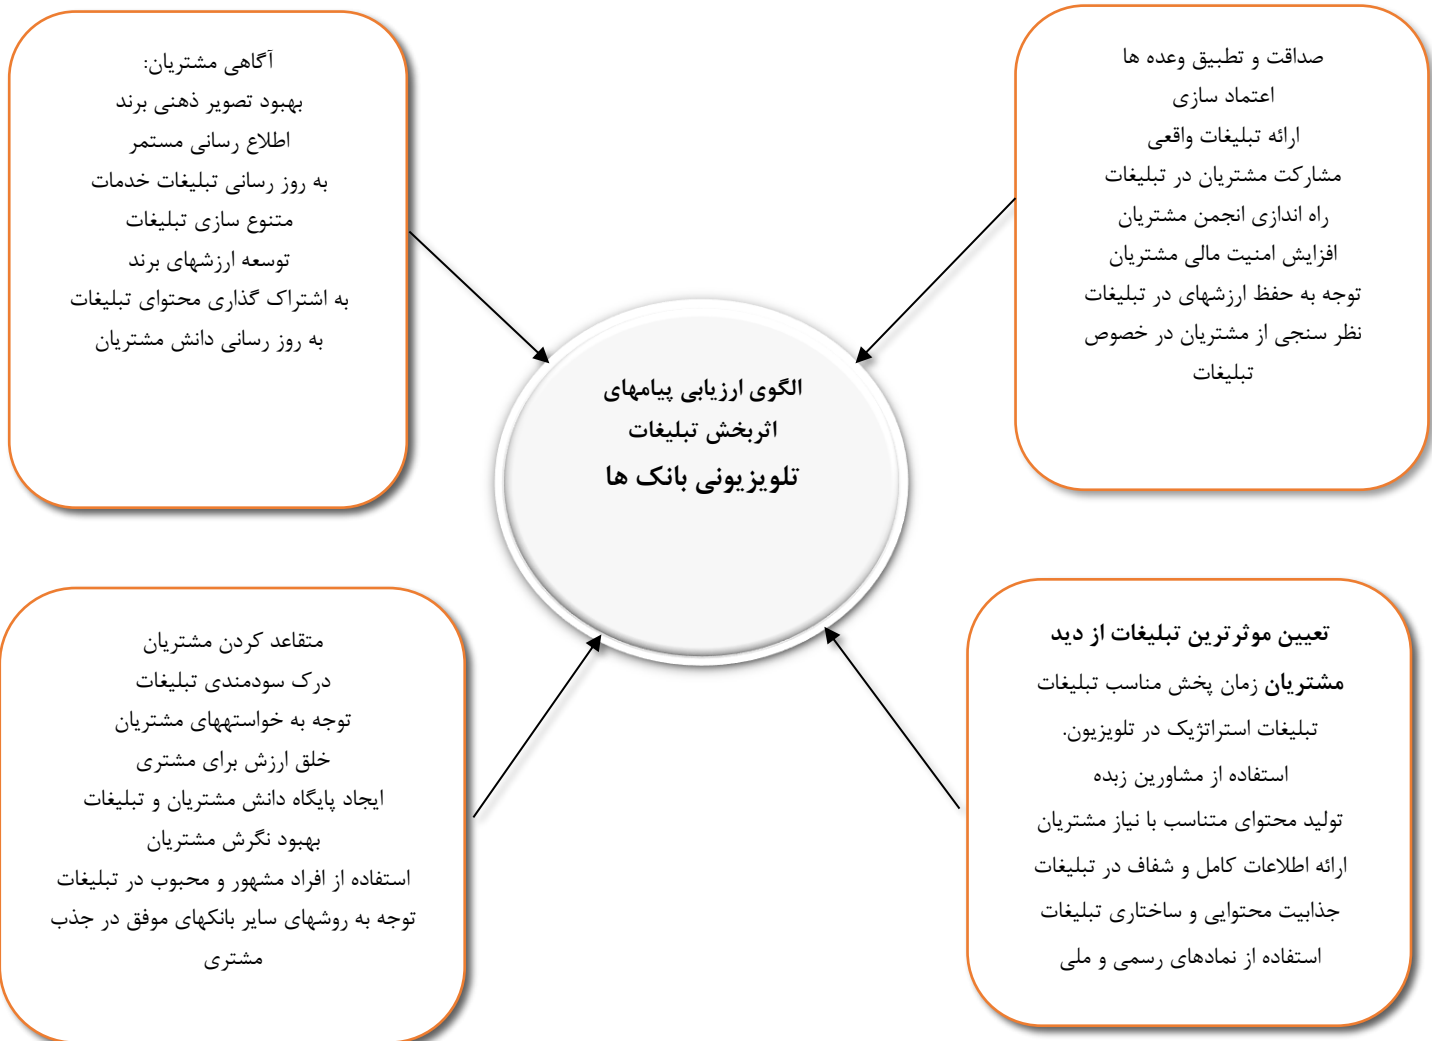 صداقت و تطبیق وعده ها
اعتماد سازی
ارائه تبلیغات واقعی
مشارکت مشتریان در تبلیغات
راه اندازی انجمن مشتریان
افزایش امنیت مالی مشتریان
توجه به حفظ ارزشهای در تبلیغات
نظر سنجی از مشتریان در خصوص
تبلیغات
آگاهی مشتریان:
بهبود تصویر ذهنی برند
اطلاع رسانی مستمر
به روز رسانی تبلیغات خدمات
متنوع سازی تبلیغات
توسعه ارزشهای برند
به اشتراک گذاری محتوای تبلیغات
به روز رسانی دانش مشتریان
الگوی ارزیابی پیامهای
اثربخش تبلیغات
تلویزیونی بانک ها
تعیین موثرترین تبلیغات از دید
مشتریان زمان پخش مناسب تبلیغات
تبلیغات استراتژیک در تلویزیون.
استفاده از مشاورین زبده
تولید محتوای متناسب با نیاز مشتریان
ارائه اطلاعات کامل و شفاف در تبلیغات
جذابیت محتوایی و ساختاری تبلیغات
استفاده از نمادهای رسمی و ملی
متقاعد کردن مشتریان
درک سودمندی تبلیغات
توجه به خواستههای مشتریان
خلق ارزش برای مشتری
ایجاد پایگاه دانش مشتریان و تبلیغات
بهبود نگرش مشتریان
استفاده از افراد مشهور و محبوب در تبلیغات
توجه به روشهای سایر بانکهای موفق در جذب
مشتری